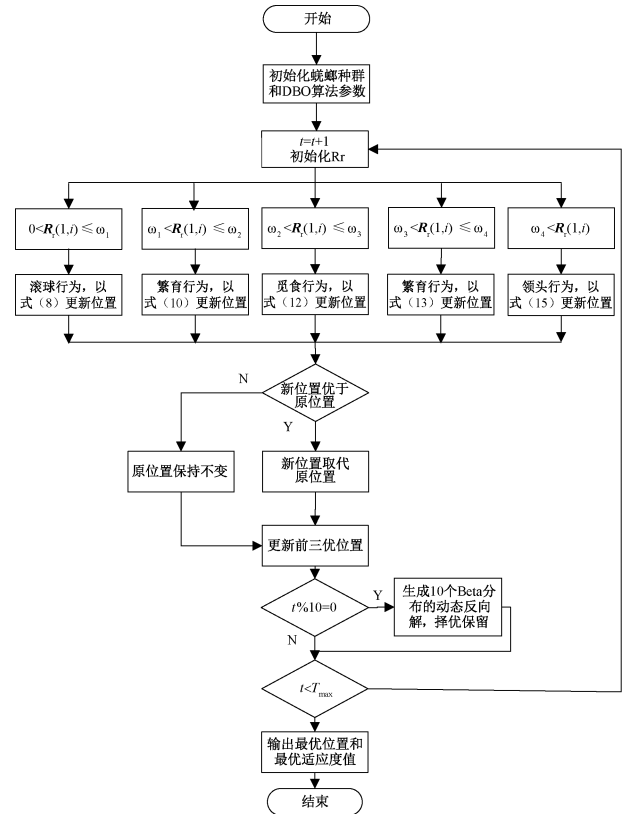 开始
初始化蜣螂种群
和DBO算法参数
t=t+1
初始化Rr
0<Rr(1,i) ≤ω1
ω1<Rr(1,i) ≤ω2
ω2<Rr(1,i) ≤ω3
ω3<Rr(1,i) ≤ω4
ω4<Rr(1,i)
滚球行为，以
式（8）更新位置
繁育行为，以
式（10）更新位置
觅食行为，以
式（12）更新位置
繁育行为，以
式（13）更新位置
领头行为，以
式（15）更新位置
新位置优于
原位置
N
Y
原位置保持不变
新位置取代
原位置
更新前三优位置
t%10=0
Y
生成10个Beta分
布的动态反向
解，择优保留
N
t<Tmax
输出最优位置和
最优适应度值
结束